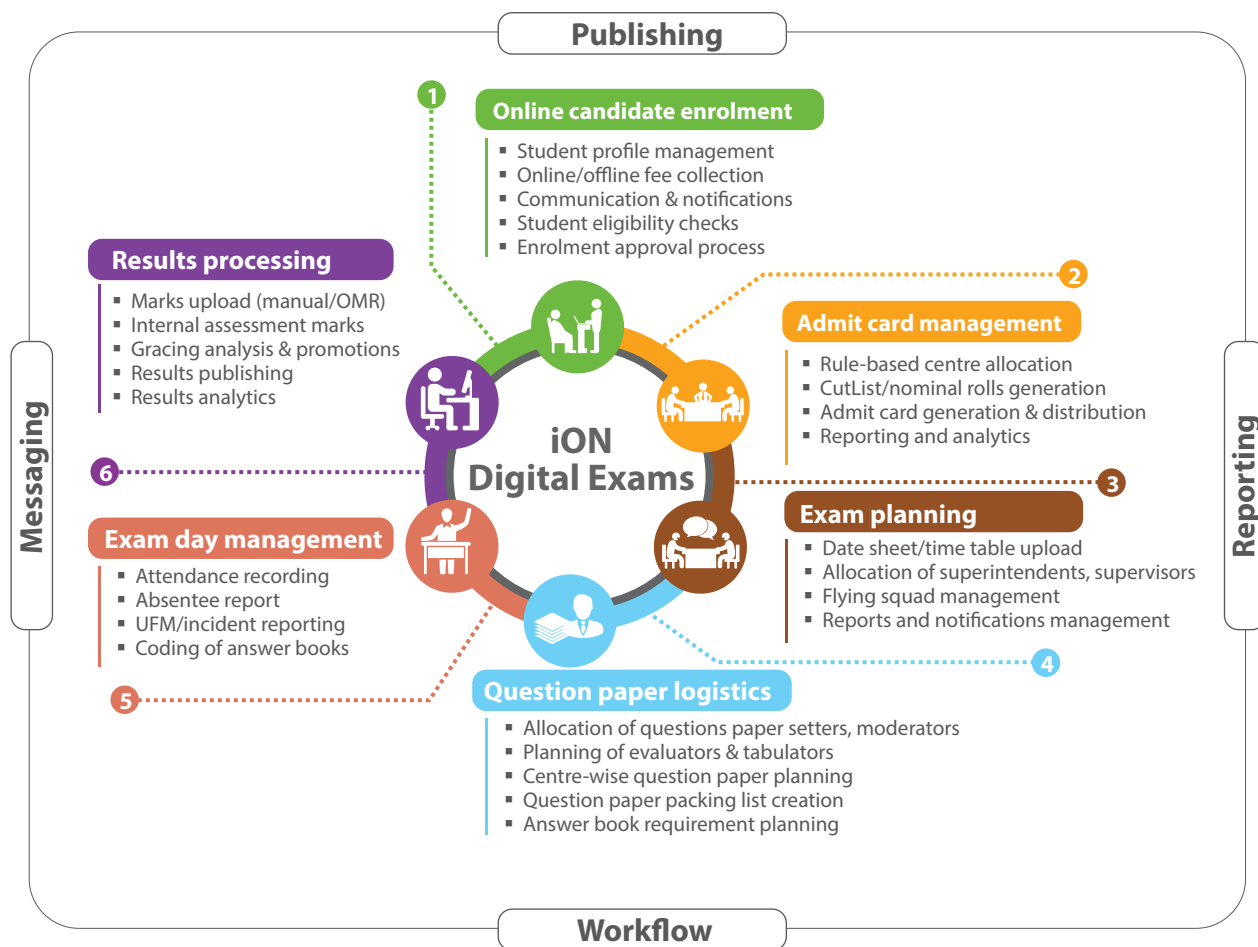 Publishing
1
Online candidate enrolment
▪ Student profile management
▪ Online/offline fee collection
▪ Communication & notifications
▪ Student eligibility checks
▪ Enrolment approval process
2
Admit card management
▪ Rule-based centre allocation
▪ CutList/nominal rolls generation
▪ Admit card generation & distribution
▪ Reporting and analytics
3
Exam planning
▪ Date sheet/time table upload
▪ Allocation of superintendents, supervisors
▪ Flying squad management
▪ Reports and notifications management
4
Question paper logistics
▪ Allocation of questions paper setters, moderators
▪ Planning of evaluators & tabulators
▪ Centre-wise question paper planning
▪ Question paper packing list creation
▪ Answer book requirement planning
5
Exam day management
▪ Attendance recording
▪ Absentee report
▪ UFM/incident reporting
▪ Coding of answer books
6
Results processing
▪ Marks upload (manual/OMR)
▪ Internal assessment marks
▪ Gracing analysis & promotions
▪ Results publishing
▪ Results analytics
iON
Digital Exams
Messaging
Reporting
Workflow